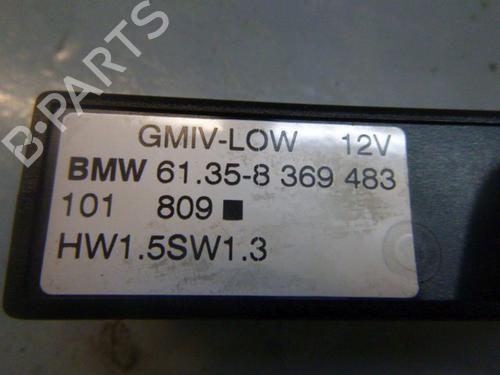 B-PARTS
GMIV-LOW 12V
BMW 61.35-8 369 483
101 809■
HW1.5SW1.3